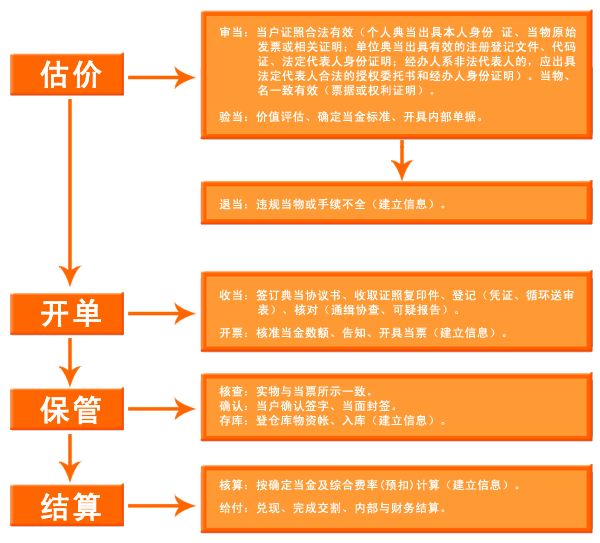 估价
审当：当户证照合法有效（个人典当出具本人身份 证、当物原始
发票或相关证明；单位典当出具有效的注册登记文件、代码
证、法定代表人身份证明；经办人系非法代表人的，应出具
法定代表人合法的授权委托书和经办人身份证明）。当物、
名一致有效（票据或权利证明）。
验当：价值评估、确定当金标准、开具内部单据。
退当：违规当物或手续不全（建立信息）。
开单
收当：签订典当协议书、收取证照复印件、登记（凭证、循环送审
表）、核对（通缉协查、可疑报告）。
开票：核准当金数额、告知、开具当票（建立信息）。
保管
核查：实物与当票所示一致。
确认：当户确认签字、当面封签。
存库：登仓库物资帐、入库（建立信息）。
结算
核算：按确定当金及综合费率(预扣)计算（建立信息）。
给付：兑现、完成交割、内部与财务结算。